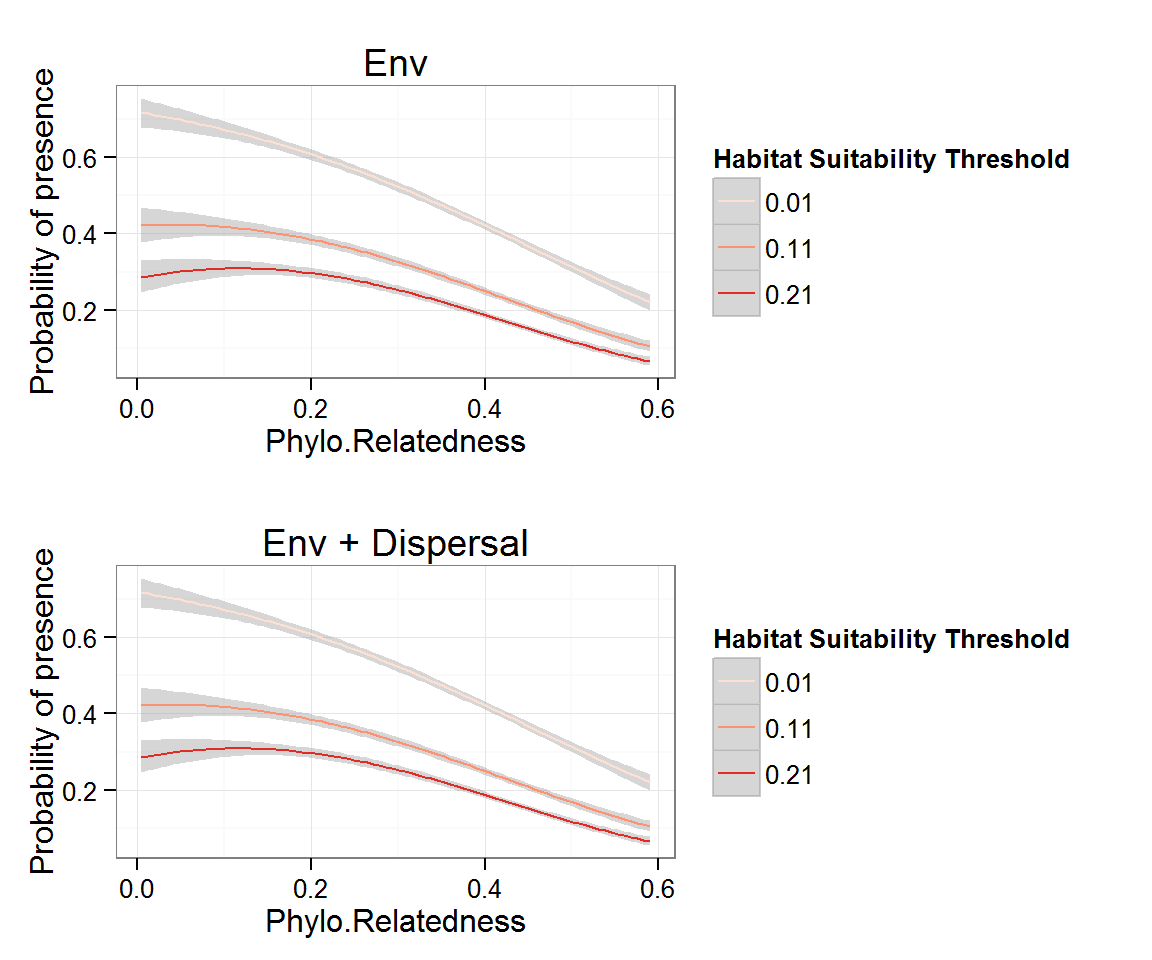 Env
Probability of presence
0.6
0.4
0.2
0.0 0.2 0.4 0.6
Phylo.Relatedness
Habitat Suitability Threshold
0.01
0.11
0.21
Env + Dispersal
Probability of presence
0.6
0.4
0.2
0.0 0.2 0.4 0.6
Phylo.Relatedness
Habitat Suitability Threshold
0.01
0.11
0.21